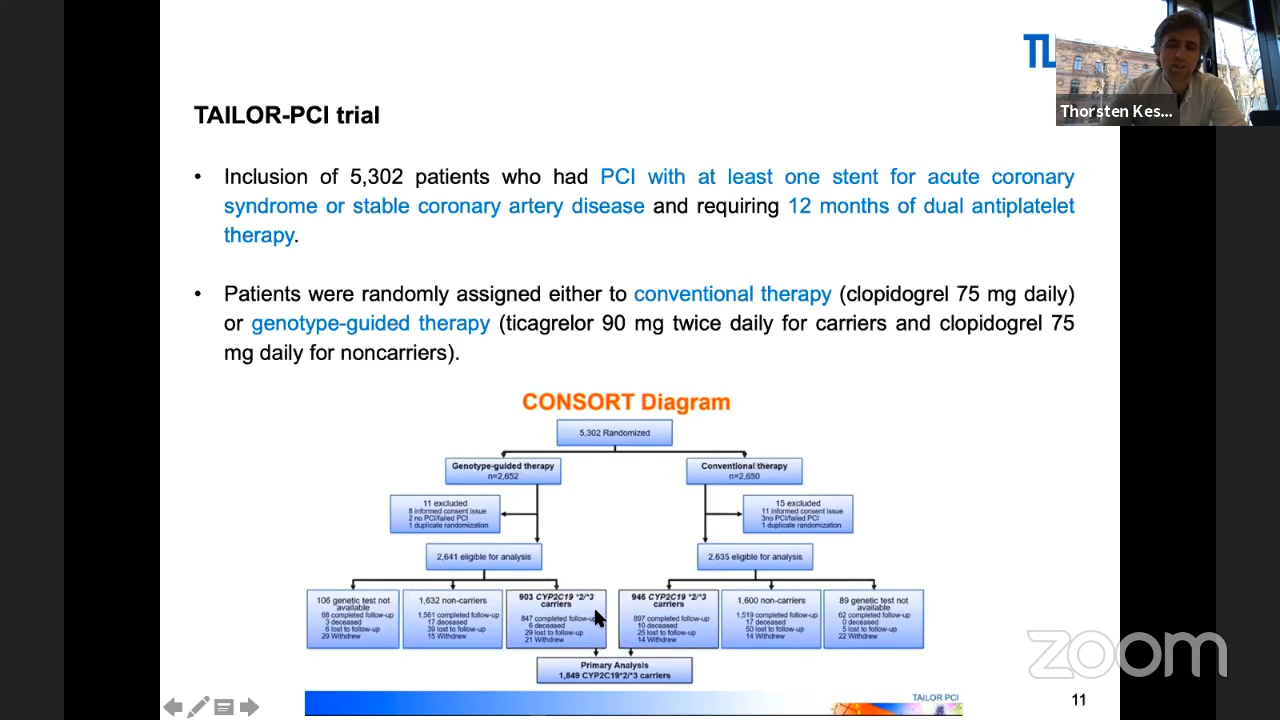 TL
Thorsten Kes...
TAILOR-PCI trial
• Inclusion of 5,302 patients who had PCI with at least one stent for acute coronary
syndrome or stable coronary artery disease and requiring 12 months of dual antiplatelet
therapy.
• Patients were randomly assigned either to conventional therapy (clopidogrel 75 mg daily)
or genotype-guided therapy (ticagrelor 90 mg twice daily for carriers and clopidogrel 75
mg daily for noncarriers).
CONSORT Diagram
5,302 Randomized
Genotype-guided therapy
n=2,652
Conventional therapy
n=2,650
11 excluded
8 informed consent issue
2 no PCI/failed PCI
1 duplicate randomization
15 excluded
11 informed consent issue
3no PCI/failed PCI
1 duplicate randomization
2,641 eligible for analysis
2,635 eligible for analysis
106 genetic test not
available
68 completed follow-up
3 deceased
6 lost to follow-up
29 Withdrew
1,632 non-carriers
1,561 completed follow-up
17 deceased
39 lost to follow-up
15 Withdrew
903 CYP2C19 *2/*3
carriers
847 completed follow-up
6 deceased
29 lost to follow-up
21 Withdrew
946 CYP2C19 *2/*3
carriers
897 completed follow-up
10 deceased
25 lost to follow-up
14 Withdrew
1,600 non-carriers
1,519 completed follow-up
17 deceased
50 lost to follow-up
14 Withdrew
89 genetic test not
available
62 completed follow-up
0 deceased
5 lost to follow-up
22 Withdrew
Primary Analysis
1,849 CYP2C19*2/*3 carriers
TAILOR PCI
11
zoom